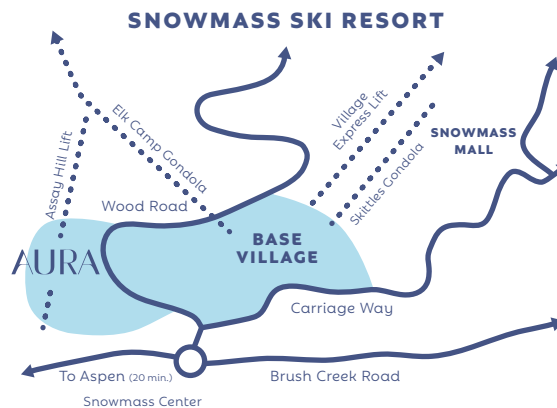 SNOWMASS SKI RESORT
Elk Camp Gondola
Village
Express Lift
SNOWMASS
MALL
Assay Hill Lift
Skittles Gondola
Wood Road
AURA
BASE
VILLAGE
Carriage Way
To Aspen (20 min.)
Brush Creek Road
Snowmass Center